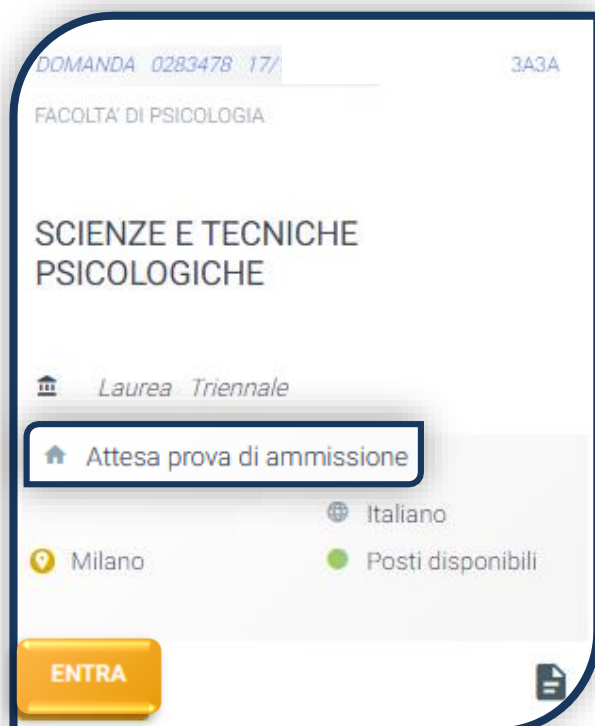 DOMANDA 0283478 17/ 3A3A
FACOLTA' DI PSICOLOGIA
SCIENZE E TECNICHE
PSICOLOGICHE
Laurea Triennale
Attesa prova di ammissione
Italiano
Milano Posti disponibili
ENTRA